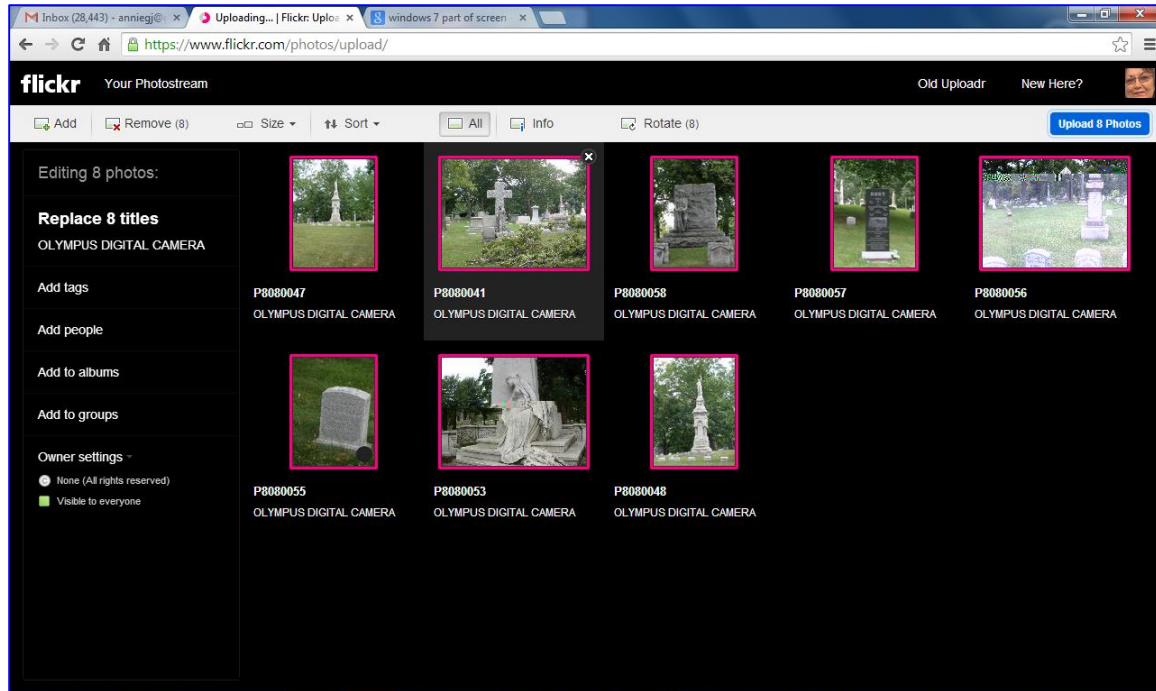 Inbox (28,443) - anniegj@ Uploading... | Flickr: Uploa windows 7 part of screen
https://www.flickr.com/photos/upload/
flickr Your Photostream Old Uploadr New Here?
Add Remove (8) Size Sort All Info Rotate (8) Upload 8 Photos
Editing 8 photos:
Replace 8 titles
OLYMPUS DIGITAL CAMERA
Add tags
Add people
Add to albums
Add to groups
Owner settings
None (All rights reserved)
Visible to everyone
P8080047 P8080041 P8080058 P8080057 P8080056
OLYMPUS DIGITAL CAMERA OLYMPUS DIGITAL CAMERA OLYMPUS DIGITAL CAMERA OLYMPUS DIGITAL CAMERA OLYMPUS DIGITAL CAMERA
P8080055 P8080053 P8080048
OLYMPUS DIGITAL CAMERA OLYMPUS DIGITAL CAMERA OLYMPUS DIGITAL CAMERA